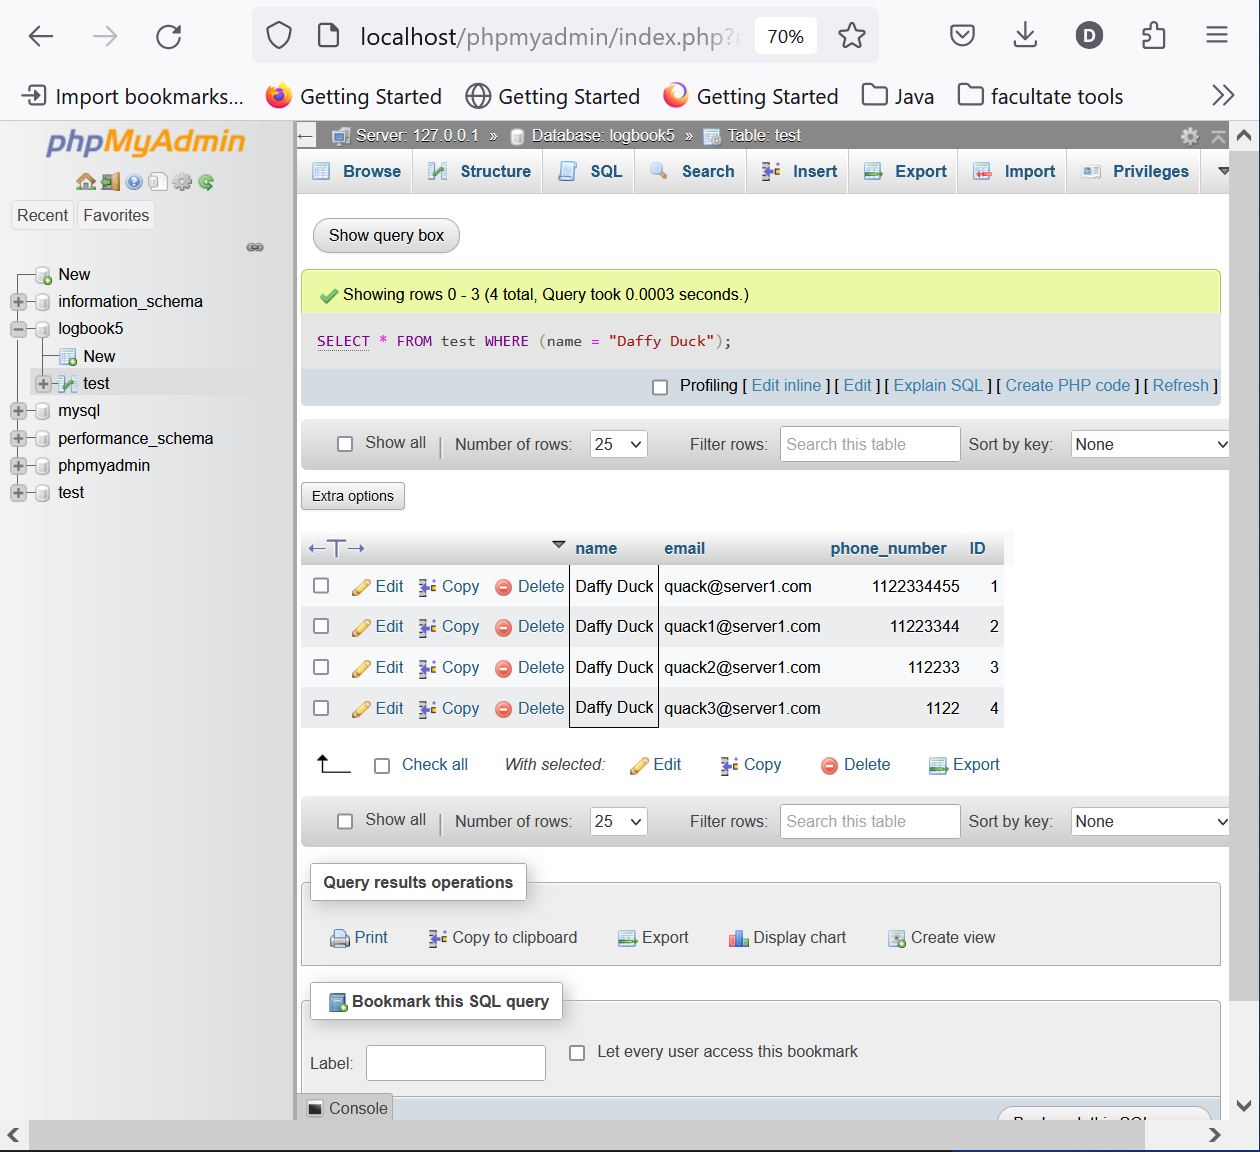 localhost/phpmyadmin/index.php? 70%
D
Import bookmarks... Getting Started Getting Started Getting Started Java facultate tools
phpMyAdmin
Recent Favorites
New
information_schema
logbook5
New
test
mysql
performance_schema
phpmyadmin
test
Server: 127.0.0.1 » Database: logbook5 » Table: test
Browse Structure SQL Search Insert Export Import Privileges
Show query box
Showing rows 0 - 3 (4 total, Query took 0.0003 seconds.)
SELECT * FROM test WHERE (name = "Daffy Duck");
Profiling [ Edit inline ] [ Edit ] [ Explain SQL ] [ Create PHP code ] [ Refresh ]
Show all | Number of rows: 25 Filter rows: Search this table Sort by key: None
Extra options
←T→ name email phone_number ID
Edit Copy Delete Daffy Duck quack@server1.com 1122334455 1
Edit Copy Delete Daffy Duck quack1@server1.com 11223344 2
Edit Copy Delete Daffy Duck quack2@server1.com 112233 3
Edit Copy Delete Daffy Duck quack3@server1.com 1122 4
Check all With selected: Edit Copy Delete Export
Show all | Number of rows: 25 Filter rows: Search this table Sort by key: None
Query results operations
Print Copy to clipboard Export Display chart Create view
Bookmark this SQL query
Label: Let every user access this bookmark
Console